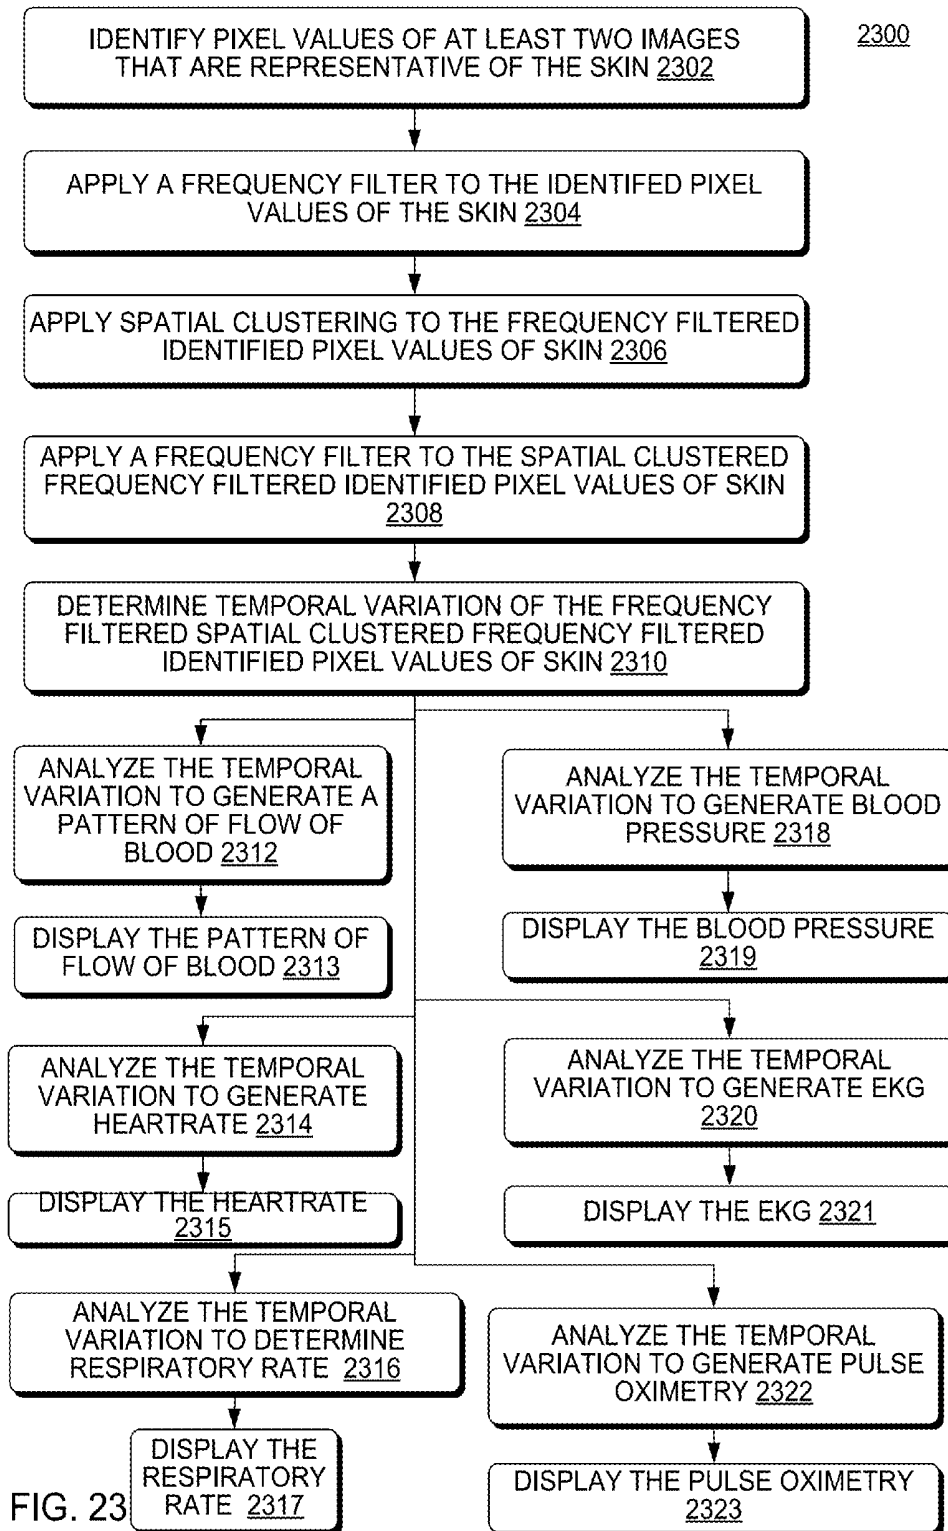 2300
IDENTIFY PIXEL VALUES OF AT LEAST TWO IMAGES
THAT ARE REPRESENTATIVE OF THE SKIN 2302
APPLY A FREQUENCY FILTER TO THE IDENTIFED PIXEL
VALUES OF THE SKIN 2304
APPLY SPATIAL CLUSTERING TO THE FREQUENCY FILTERED
IDENTIFIED PIXEL VALUES OF SKIN 2306
APPLY A FREQUENCY FILTER TO THE SPATIAL CLUSTERED
FREQUENCY FILTERED IDENTIFIED PIXEL VALUES OF SKIN
2308
DETERMINE TEMPORAL VARIATION OF THE FREQUENCY
FILTERED SPATIAL CLUSTERED FREQUENCY FILTERED
IDENTIFIED PIXEL VALUES OF SKIN 2310
ANALYZE THE TEMPORAL
VARIATION TO GENERATE A
PATTERN OF FLOW OF
BLOOD 2312
DISPLAY THE PATTERN OF
FLOW OF BLOOD 2313
ANALYZE THE TEMPORAL
VARIATION TO GENERATE BLOOD
PRESSURE 2318
DISPLAY THE BLOOD PRESSURE
2319
ANALYZE THE TEMPORAL
VARIATION TO GENERATE
HEARTRATE 2314
DISPLAY THE HEARTRATE
2315
ANALYZE THE TEMPORAL
VARIATION TO GENERATE EKG
2320
DISPLAY THE EKG 2321
ANALYZE THE TEMPORAL
VARIATION TO DETERMINE
RESPIRATORY RATE 2316
DISPLAY THE
RESPIRATORY
RATE 2317
ANALYZE THE TEMPORAL
VARIATION TO GENERATE PULSE
OXIMETRY 2322
DISPLAY THE PULSE OXIMETRY
2323
FIG. 23